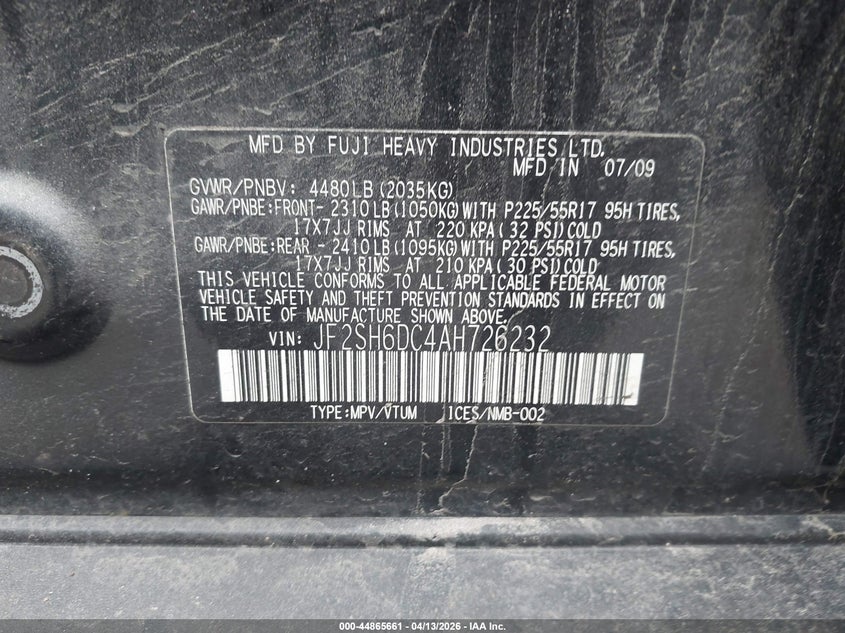 MFD BY FUJI HEAVY INDUSTRIES LTD.
MFD IN 07/09
GVWR/PNBV: 4480LB(2035KG)
GAWR/PNBE:FRONT- 2310LB(1050KG)WITH P225/55R17 95H TIRES,
17X7JJ RIMS AT 220 KPA(32 PSI)COLD
GAWR/PNBE:REAR - 2410LB(1095KG)WITH P225/55R17 95H TIRES,
17X7JJ RIMS AT 210 KPA(30 PSI)COLD
THIS VEHICLE CONFORMS TO ALL APPLICABLE FEDERAL MOTOR
VEHICLE SAFETY AND THEFT PREVENTION STANDARDS IN EFFECT ON
THE DATE OF MANUFACTURE SHOWN ABOVE.
VIN: JF2SH6DC4AH726232
TYPE:MPV/VTUM ICES/NMB-002
000-44865661 - 04/13/2026 - IAA Inc.